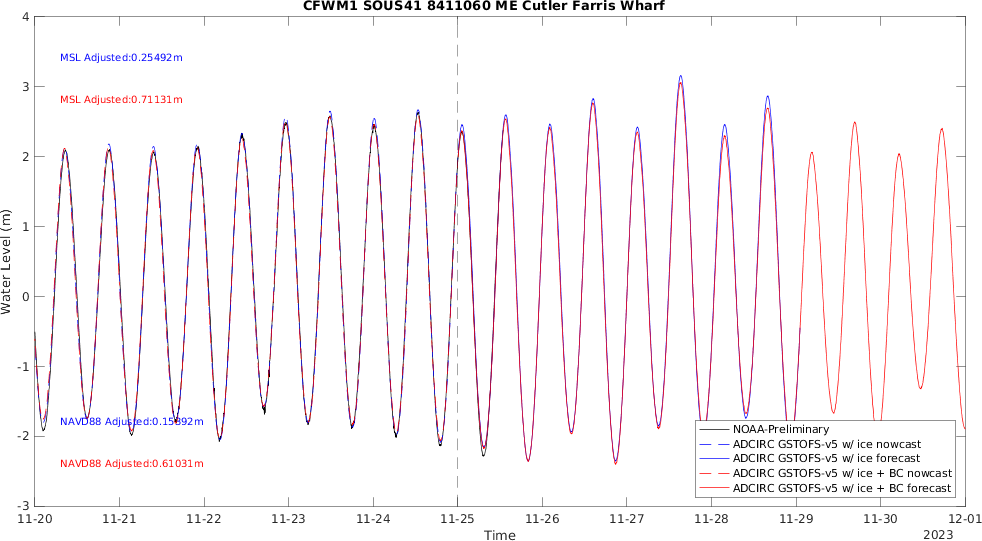 CFWM1 SOUS41 8411060 ME Cutler Farris Wharf
4
3
2
1
0
-1
-2
-3
Water Level (m)
MSL Adjusted:0.25492m
MSL Adjusted:0.71131m
NAVD88 Adjusted:0.15392m
NAVD88 Adjusted:0.61031m
NOAA-Preliminary
ADCIRC GSTOFS-v5 w/ ice nowcast
ADCIRC GSTOFS-v5 w/ ice forecast
ADCIRC GSTOFS-v5 w/ ice + BC nowcast
ADCIRC GSTOFS-v5 w/ ice + BC forecast
11-20 11-21 11-22 11-23 11-24 11-25 11-26 11-27 11-28 11-29 11-30 12-01
Time
2023